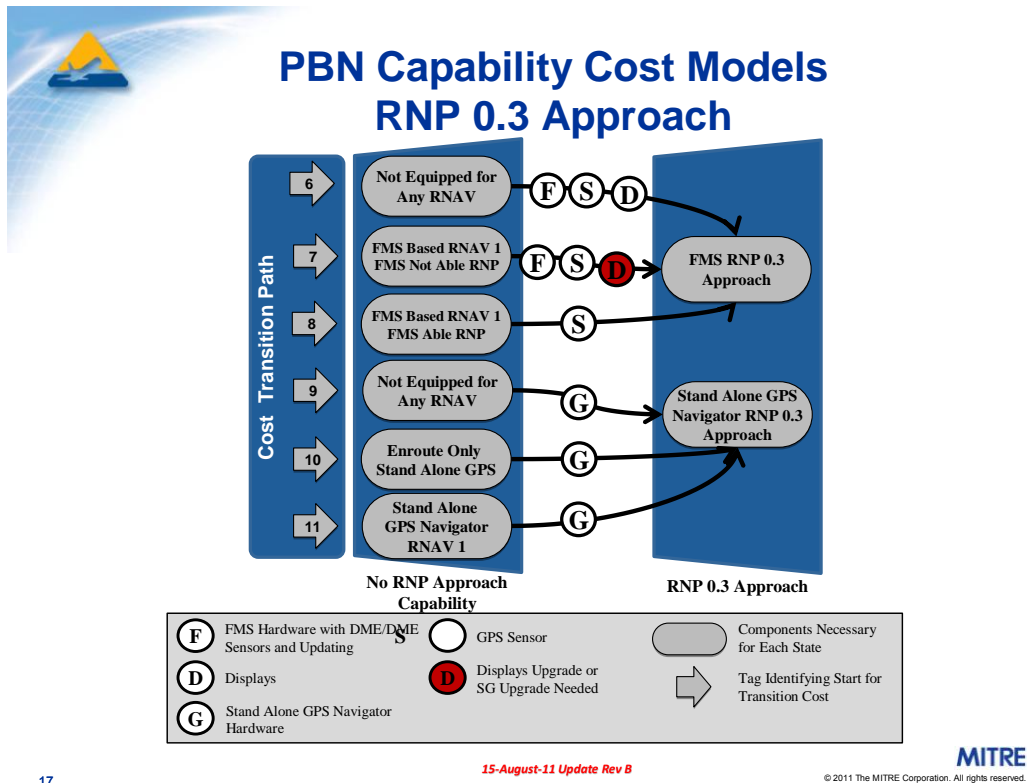 PBN Capability Cost Models
RNP 0.3 Approach
Cost Transition Path
6
Not Equipped for
Any RNAV
F S D
7
FMS Based RNAV 1
FMS Not Able RNP
F S D
FMS RNP 0.3
Approach
8
FMS Based RNAV 1
FMS Able RNP
S
9
Not Equipped for
Any RNAV
G
Stand Alone GPS
Navigator RNP 0.3
Approach
10
Enroute Only
Stand Alone GPS
G
11
Stand Alone
GPS Navigator
RNAV 1
G
No RNP Approach
Capability
RNP 0.3 Approach
F
FMS Hardware with DME/DME
Sensors and Updating
S
GPS Sensor
Components Necessary
for Each State
D
Displays
D
Displays Upgrade or
SG Upgrade Needed
Tag Identifying Start for
Transition Cost
G
Stand Alone GPS Navigator
Hardware
17
15-August-11 Update Rev B
MITRE
© 2011 The MITRE Corporation. All rights reserved.